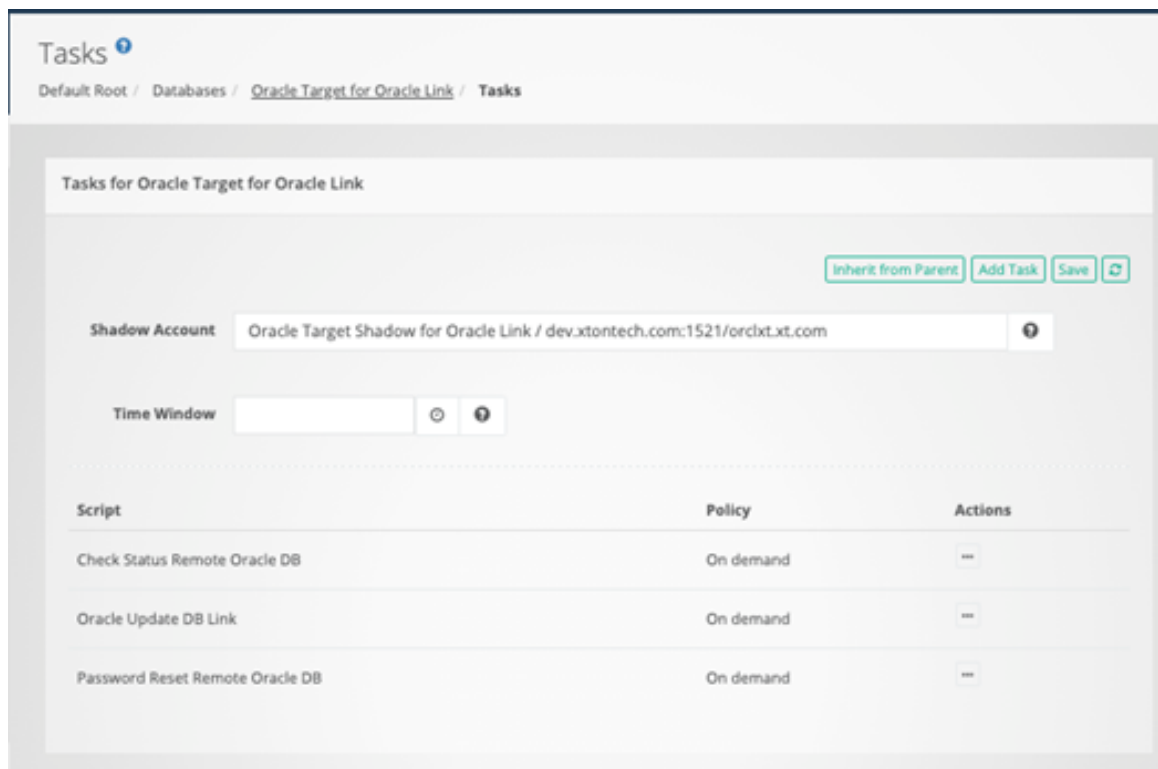 Tasks
Default Root / Databases / Oracle Target for Oracle Link / Tasks
Tasks for Oracle Target for Oracle Link
Inherit from Parent Add Task Save
Shadow Account Oracle Target Shadow for Oracle Link / dev.xtontech.com:1521/orclxt.xt.com
Time Window
Script Policy Actions
Check Status Remote Oracle DB On demand
Oracle Update DB Link On demand
Password Reset Remote Oracle DB On demand